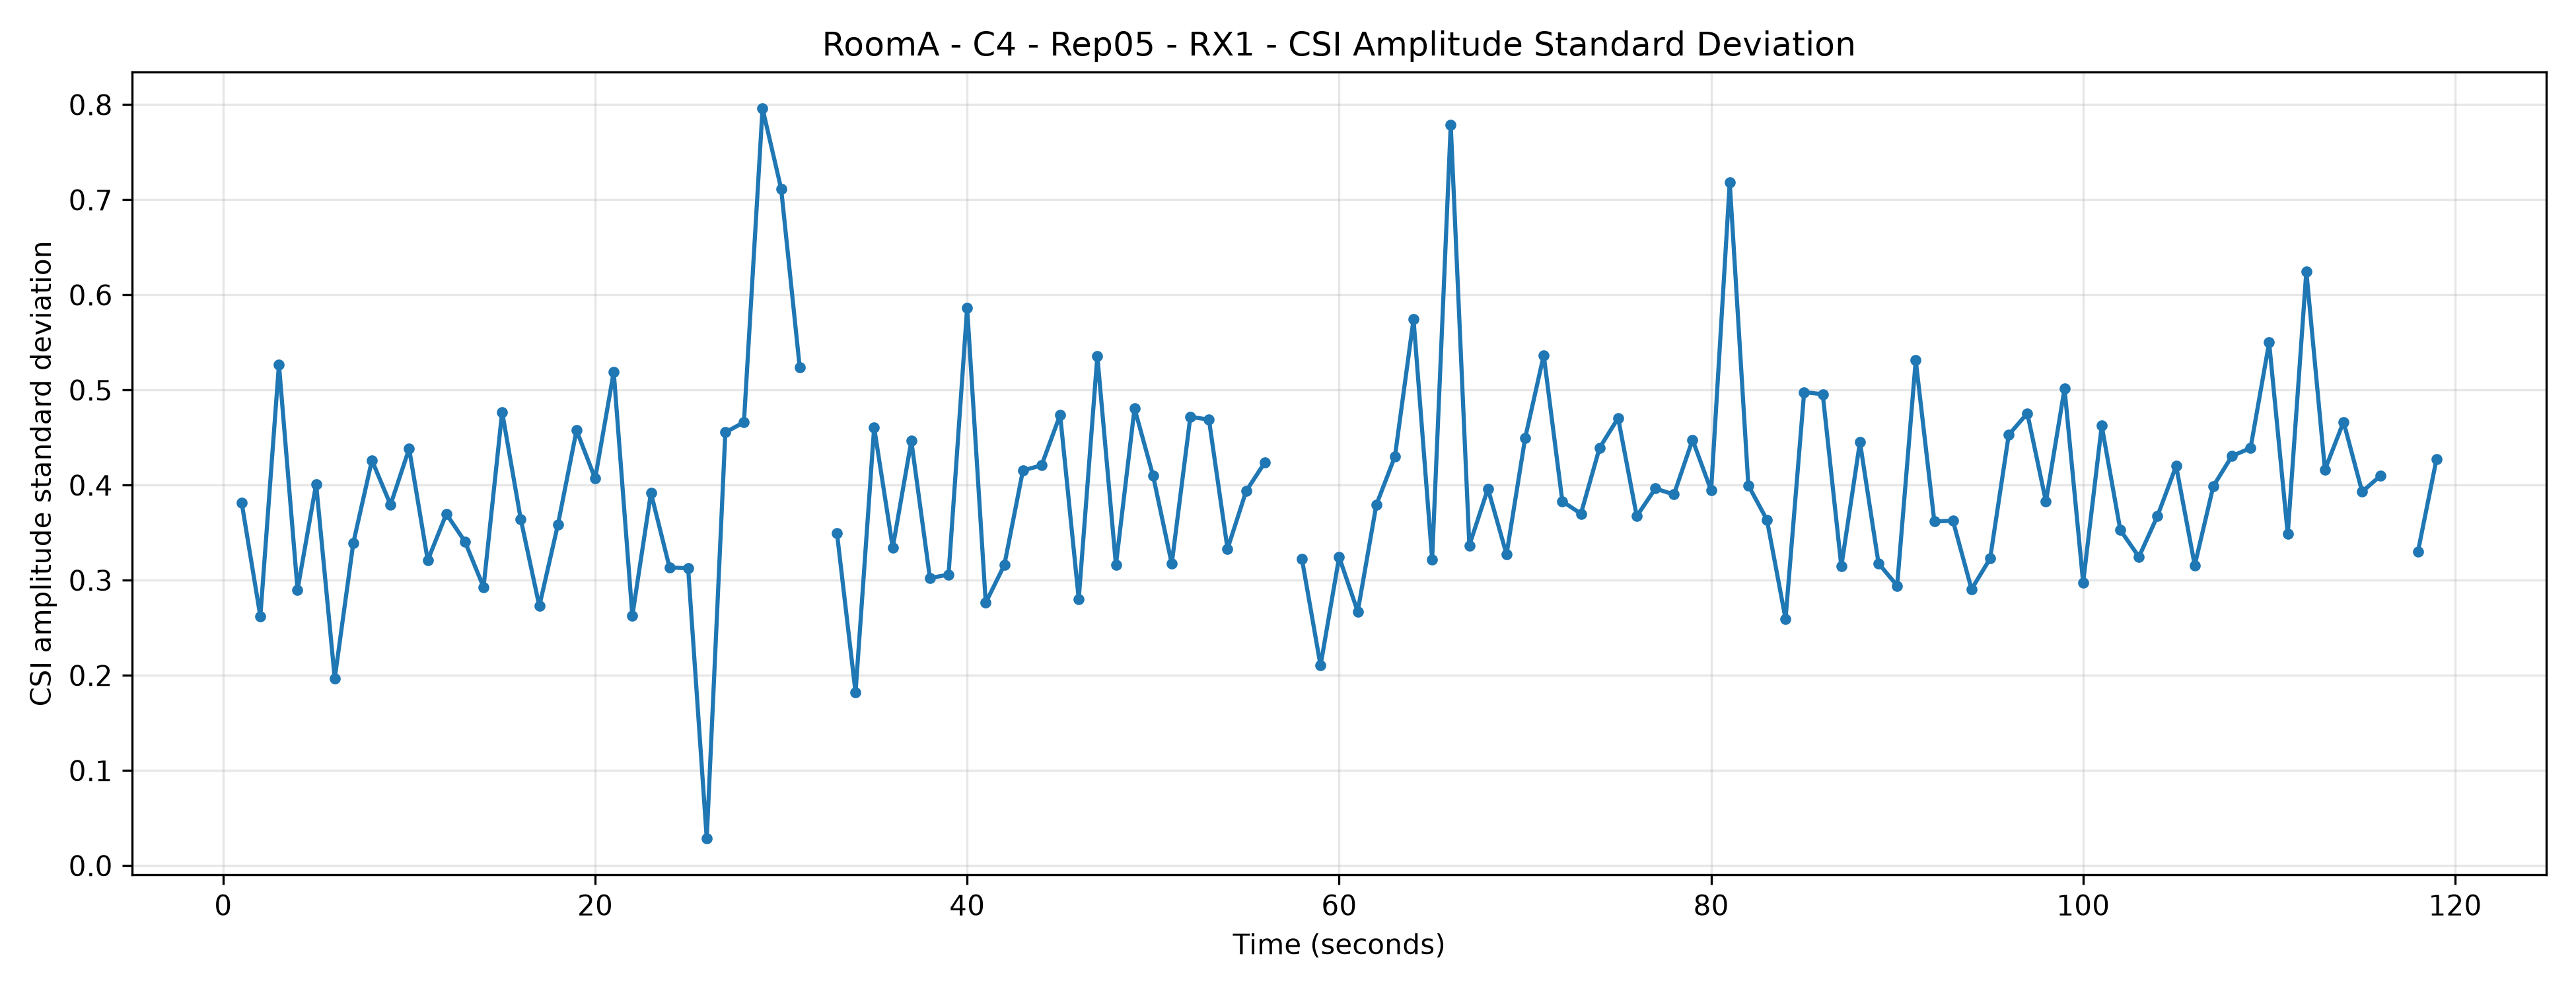 RoomA - C4 - Rep05 - RX1 - CSI Amplitude Standard Deviation
CSI amplitude standard deviation
0.8
0.7
0.6
0.5
0.4
0.3
0.2
0.1
0.0
0 20 40 60 80 100 120
Time (seconds)